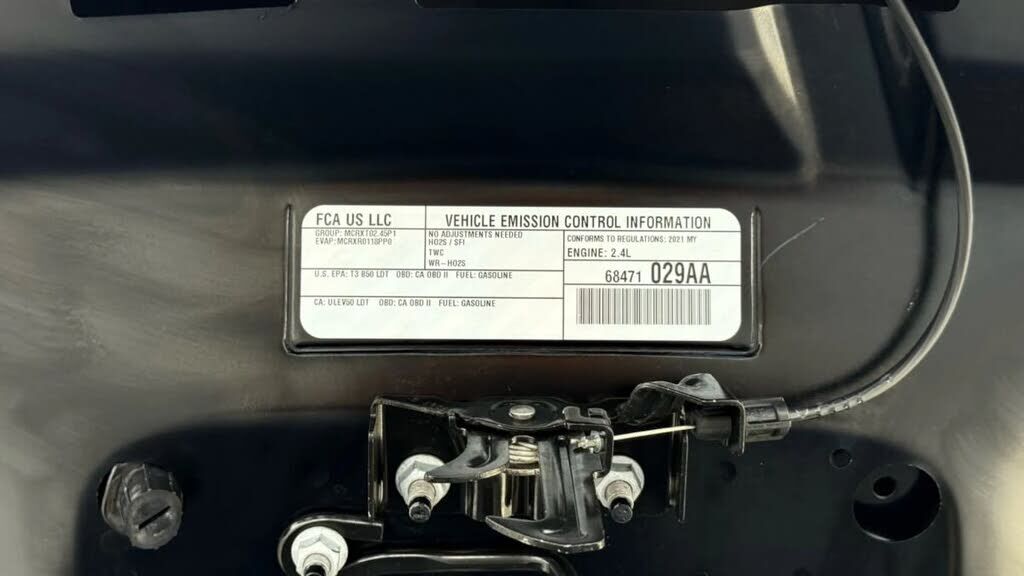 FCA US LLC
VEHICLE EMISSION CONTROL INFORMATION
GROUP: MCRXT02.45P1
EVAP: MCRXR0118PP0
NO ADJUSTMENTS NEEDED
HO2S / SFI
TWC
WR-HO2S
CONFORMS TO REGULATIONS: 2021 MY
ENGINE: 2.4L
68471 029AA
U.S. EPA: T3 B50 LDT OBD: CA OBD II FUEL: GASOLINE
CA: ULEV50 LDT OBD: CA OBD II FUEL: GASOLINE